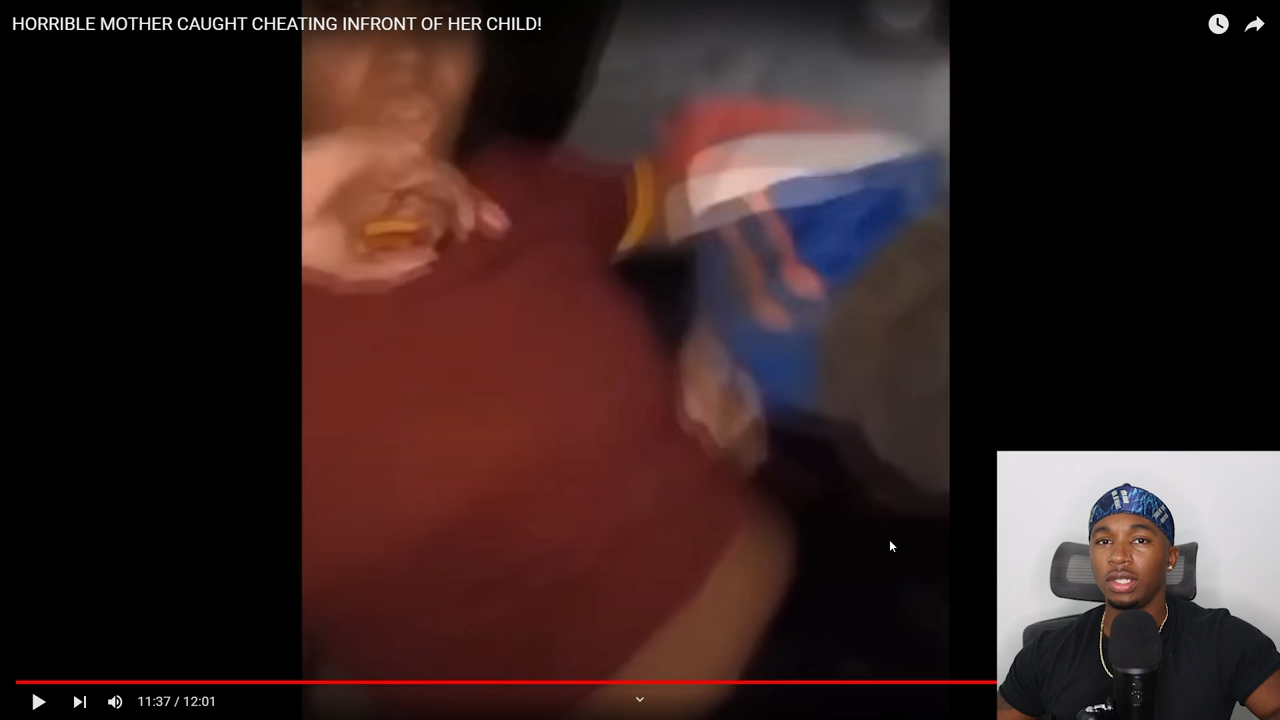 HORRIBLE MOTHER CAUGHT CHEATING INFRONT OF HER CHILD!
11:37 / 12:01